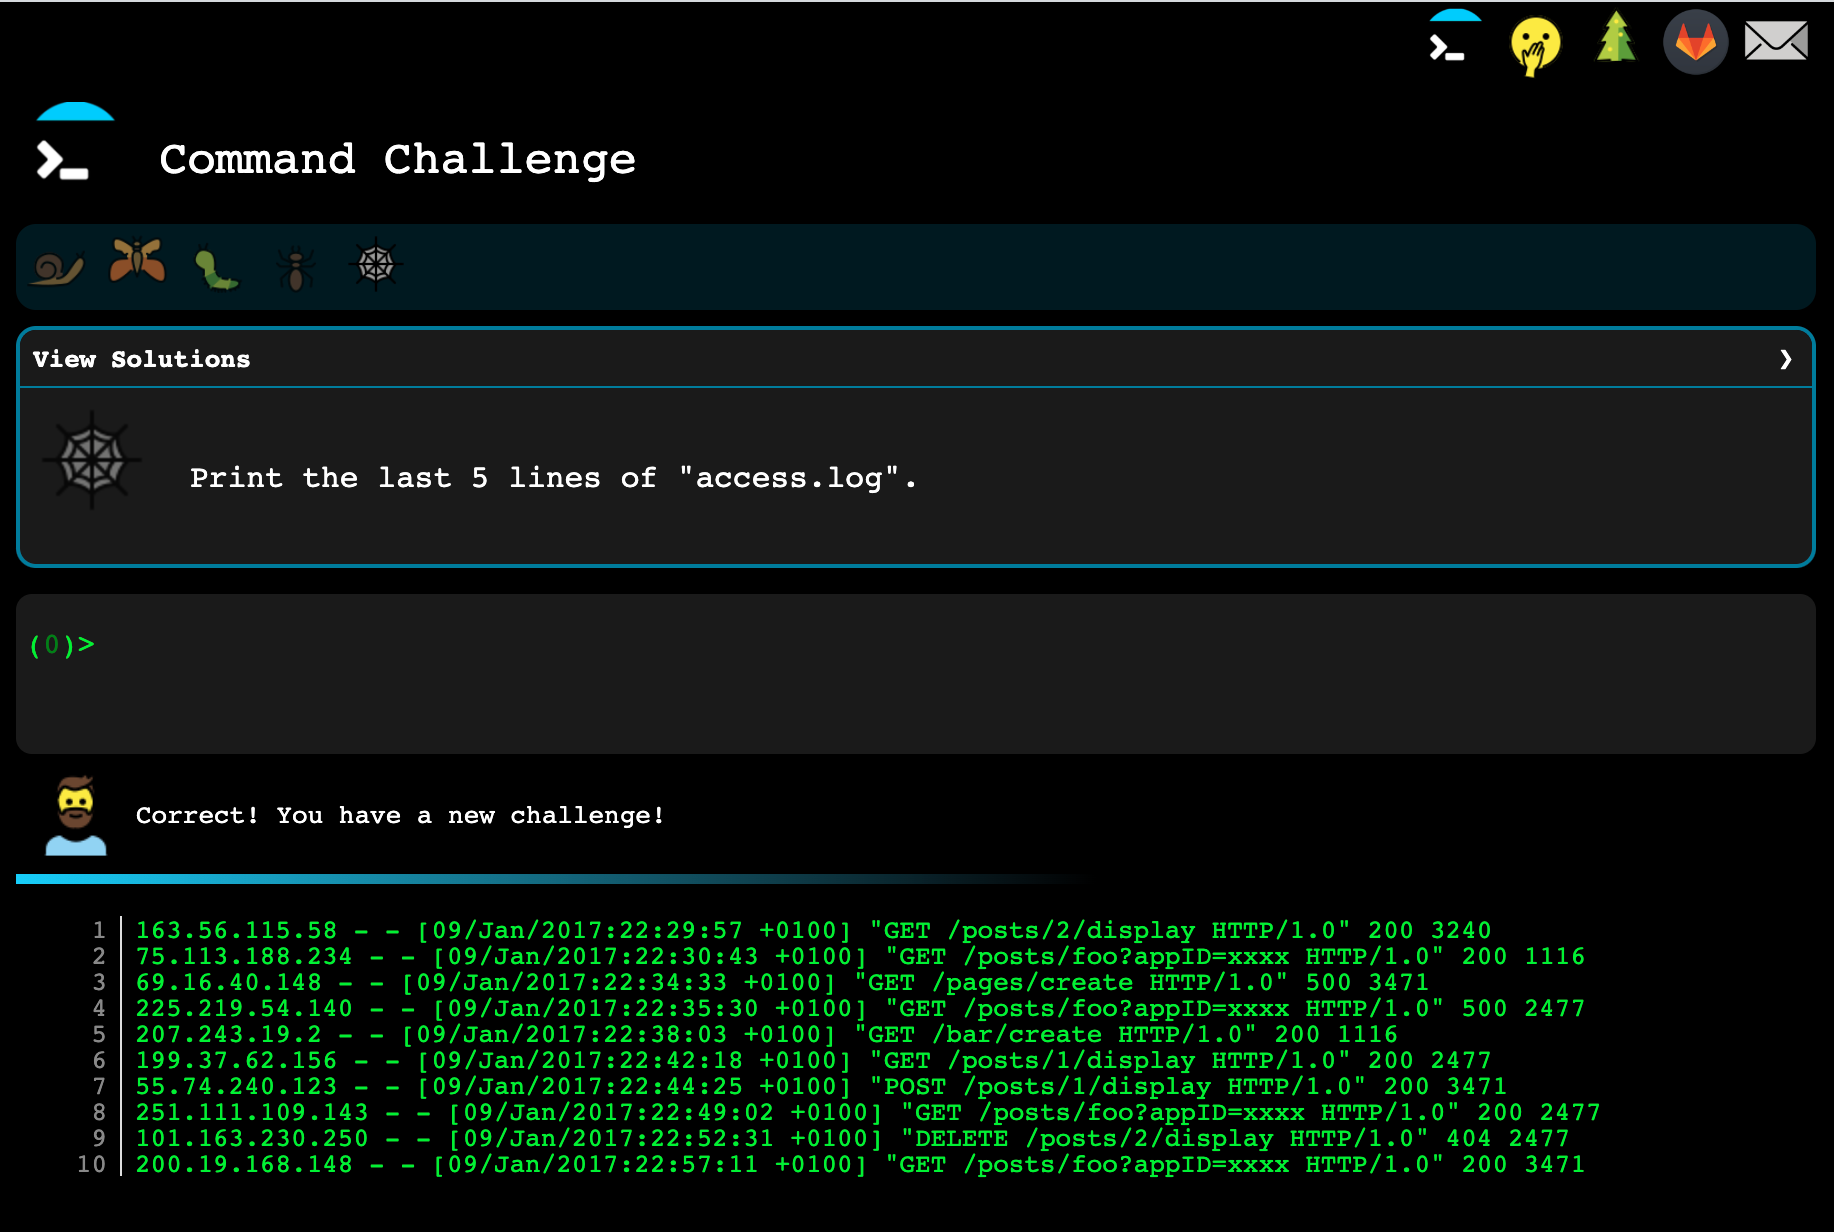 Command Challenge
View Solutions ❯
Print the last 5 lines of "access.log".
(0)>
Correct! You have a new challenge!
1 163.56.115.58 - - [09/Jan/2017:22:29:57 +0100] "GET /posts/2/display HTTP/1.0" 200 3240
2 75.113.188.234 - - [09/Jan/2017:22:30:43 +0100] "GET /posts/foo?appID=xxxx HTTP/1.0" 200 1116
3 69.16.40.148 - - [09/Jan/2017:22:34:33 +0100] "GET /pages/create HTTP/1.0" 500 3471
4 225.219.54.140 - - [09/Jan/2017:22:35:30 +0100] "GET /posts/foo?appID=xxxx HTTP/1.0" 500 2477
5 207.243.19.2 - - [09/Jan/2017:22:38:03 +0100] "GET /bar/create HTTP/1.0" 200 1116
6 199.37.62.156 - - [09/Jan/2017:22:42:18 +0100] "GET /posts/1/display HTTP/1.0" 200 2477
7 55.74.240.123 - - [09/Jan/2017:22:44:25 +0100] "POST /posts/1/display HTTP/1.0" 200 3471
8 251.111.109.143 - - [09/Jan/2017:22:49:02 +0100] "GET /posts/foo?appID=xxxx HTTP/1.0" 200 2477
9 101.163.230.250 - - [09/Jan/2017:22:52:31 +0100] "DELETE /posts/2/display HTTP/1.0" 404 2477
10 200.19.168.148 - - [09/Jan/2017:22:57:11 +0100] "GET /posts/foo?appID=xxxx HTTP/1.0" 200 3471